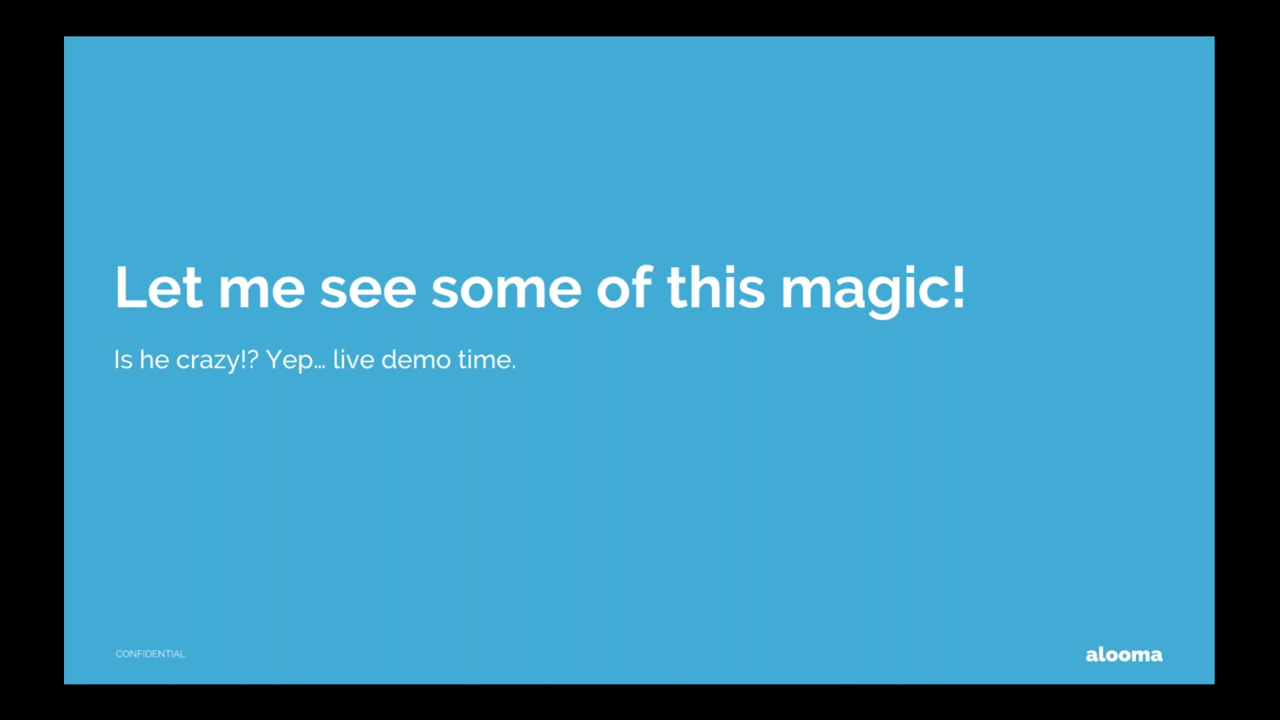 Let me see some of this magic!
Is he crazy!? Yep… live demo time.
CONFIDENTIAL
alooma